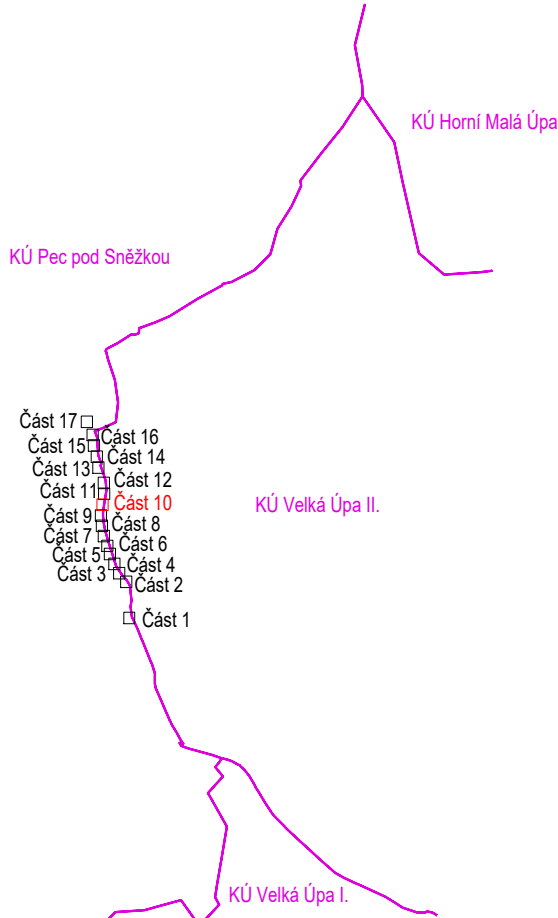 KÚ Horní Malá Úpa
KÚ Pec pod Sněžkou
Část 17
Část 16
Část 15
Část 14
Část 13
Část 12
Část 11
Část 10
KÚ Velká Úpa II.
Část 9
Část 8
Část 7
Část 6
Část 5
Část 4
Část 3
Část 2
Část 1
KÚ Velká Úpa I.